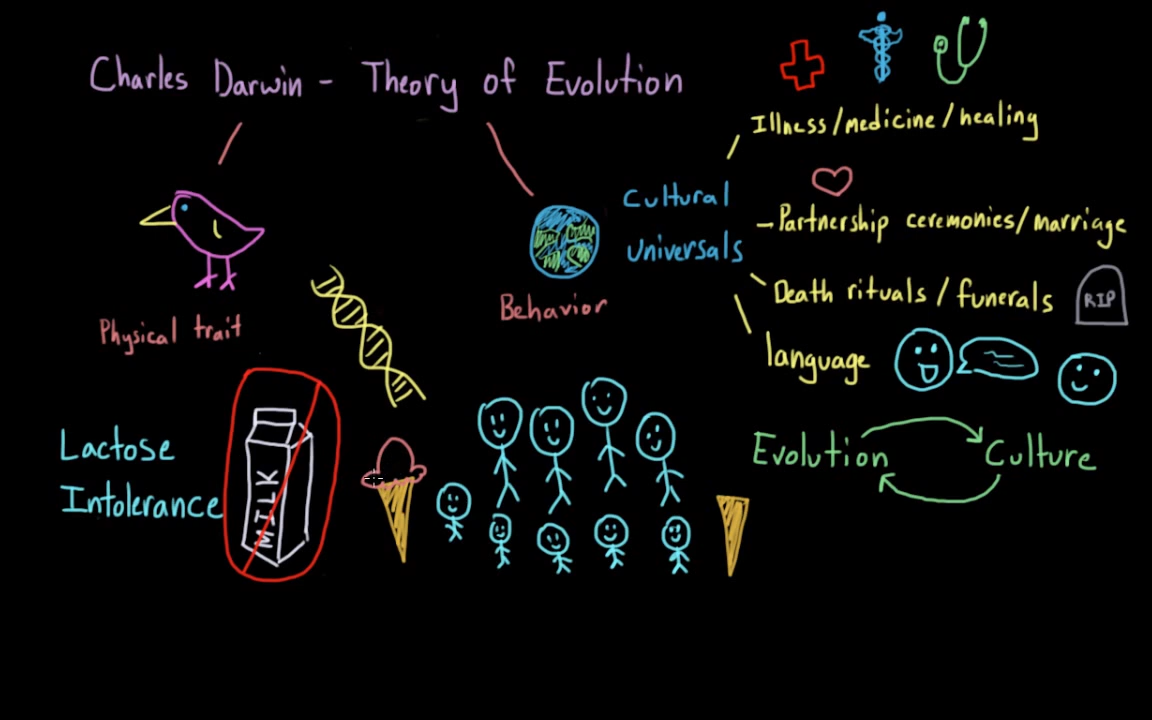 Charles Darwin - Theory of Evolution
Illness/medicine/healing
Cultural
universals
- Partnership ceremonies/marriage
Death rituals / funerals
RIP
language
Physical trait
Behavior
Lactose
Intolerance
MILK
Evolution
Culture